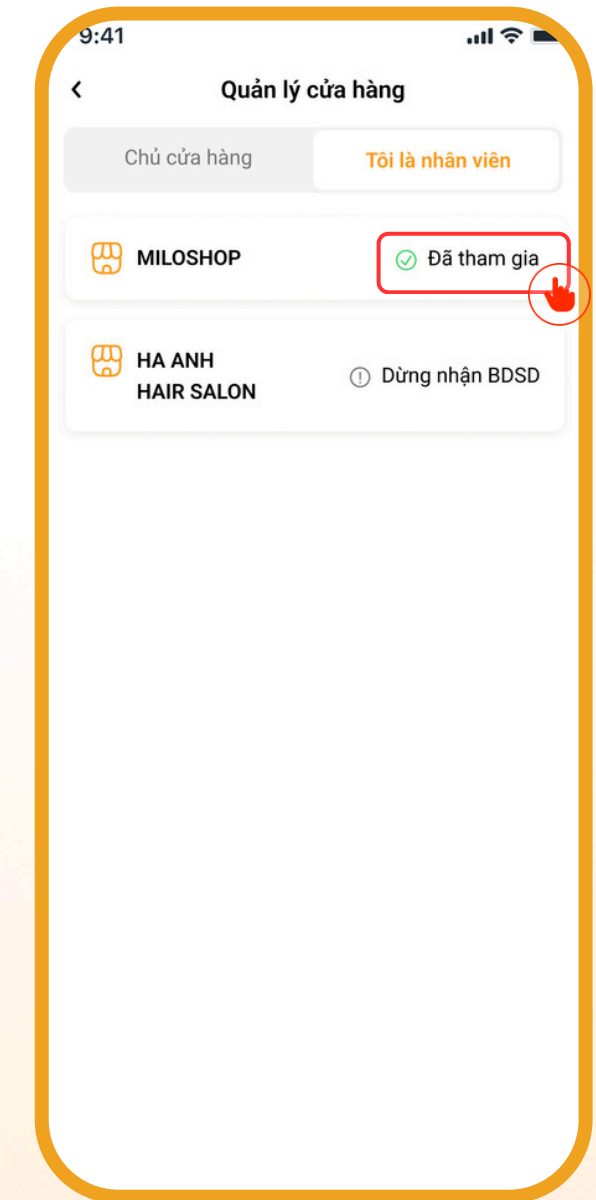 9:41
Quản lý cửa hàng
Chủ cửa hàng
Tôi là nhân viên
MILOSHOP
Đã tham gia
HA ANH
HAIR SALON
Dừng nhận BDSD